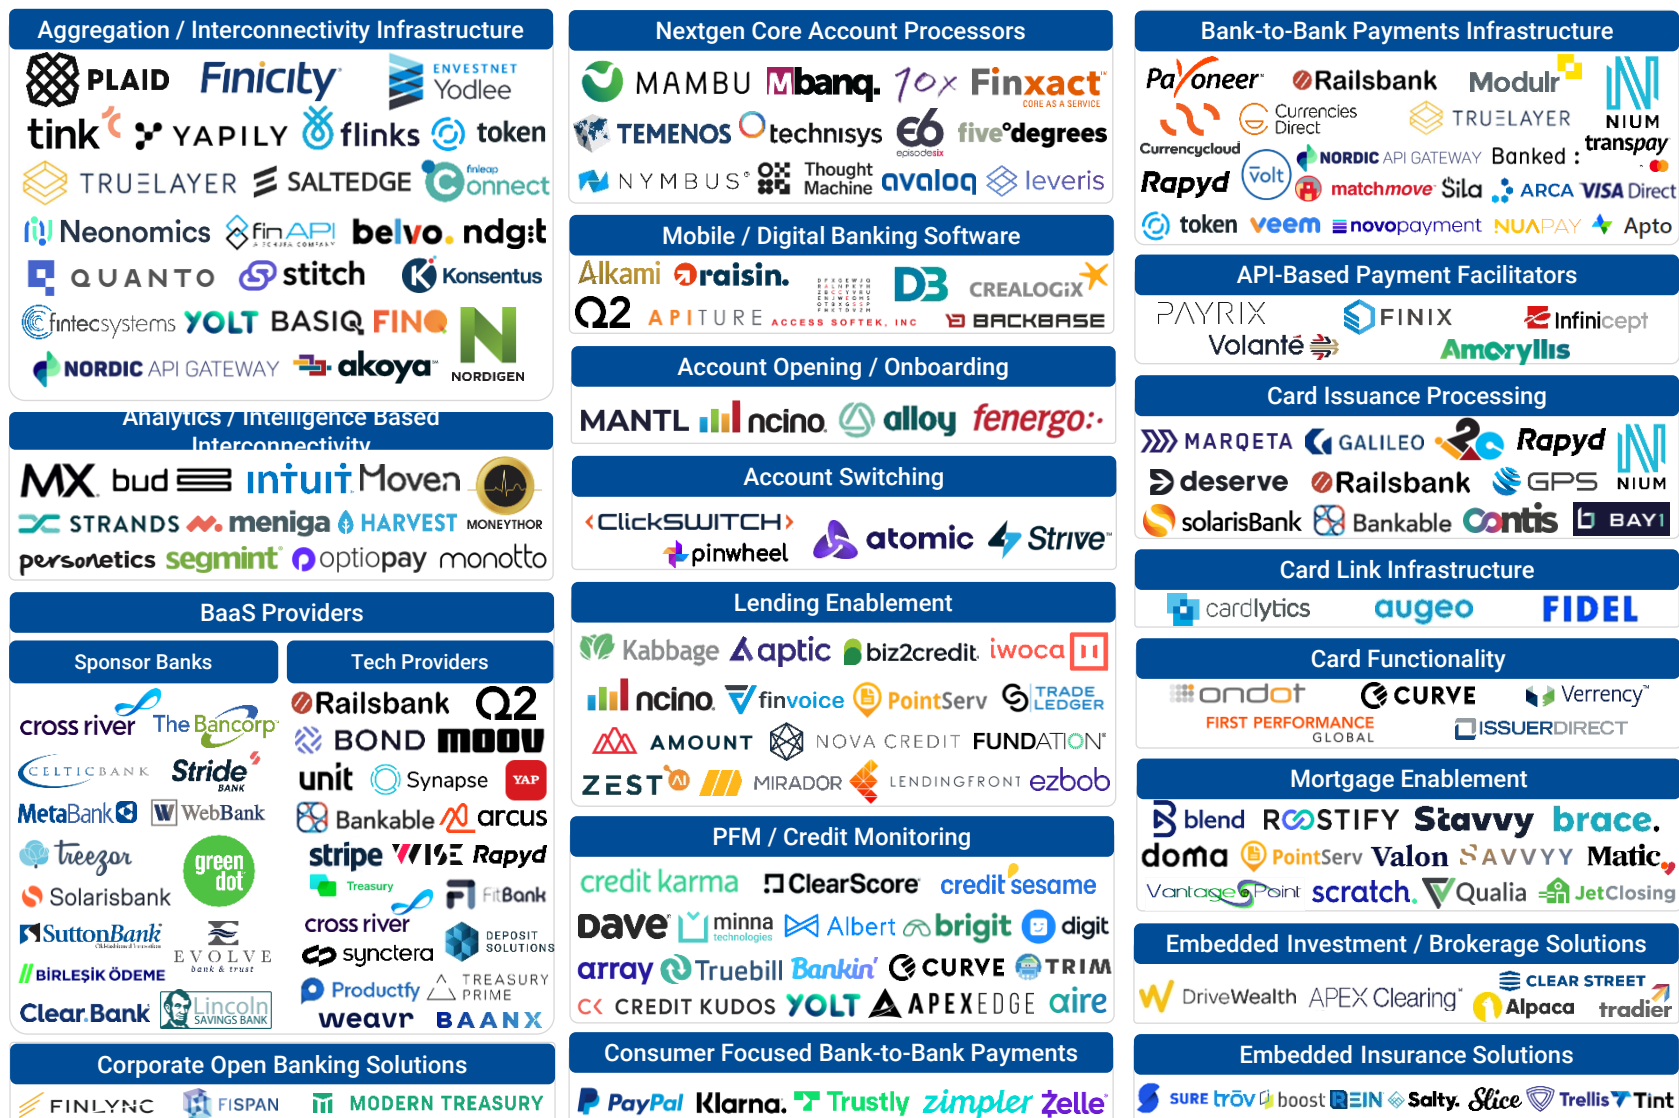 Aggregation / Interconnectivity Infrastructure
PLAID Finicity ENVESTNET Yodlee
tink YAPILY flinks token
TRUELAYER SALTEDGE finleap Connect
Neonomics finAPI belvo. ndgit
QUANTO stitch Konsentus
fintecsystems YOLT BASIQ FINQ
NORDIC API GATEWAY akoya NORDIGEN
Analytics / Intelligence Based
Interconnectivity
MX bud intuit Moven
STRANDS meniga HARVEST MONEYTHOR
personetics segmint optiopay monotto
BaaS Providers
Sponsor Banks
cross river The Bancorp
CELTICBANK Stride BANK
MetaBank WebBank
treezor green dot
Solarisbank
SuttonBank EVOLVE bank & trust
BİRLEŞİK ÖDEME
Clear.Bank Lincoln SAVINGS BANK
Tech Providers
Railsbank Q2
BOND MOOV
unit Synapse YAP
Bankable arcus
stripe WISE Rapyd
Treasury FitBank
cross river
synctera DEPOSIT SOLUTIONS
Productfy TREASURY PRIME
weavr BAANX
Corporate Open Banking Solutions
FINLYNC FISPAN MODERN TREASURY
Nextgen Core Account Processors
MAMBU Mbanq. 10x Finxact™
CORE AS A SERVICE
TEMENOS technisys E6 episodesix five°degrees
NYMBUS® Thought Machine avaloq leveris
Mobile / Digital Banking Software
Alkami raisin. D3 CREALOGIX
Q2 APITURE ACCESS SOFTEK, INC BACKBASE
Account Opening / Onboarding
MANTL ncino. alloy fenergo:·
Account Switching
ClickSWITCH atomic Strive™
pinwheel
Lending Enablement
Kabbage aptic biz2credit. iwoca
ncino. finvoice PointServ TRADE LEDGER
AMOUNT NOVA CREDIT FUNDATION®
ZEST AI MIRADOR LENDINGFRONT ezbob
PFM / Credit Monitoring
credit karma ClearScore credit sesame
DAVE minna technologies Albert brigit digit
array Truebill Bankin' CURVE TRIM
CK CREDIT KUDOS YOLT APEXEDGE aire
Consumer Focused Bank-to-Bank Payments
PayPal Klarna. Trustly zimpler Zelle
Bank-to-Bank Payments Infrastructure
Payoneer Railsbank Modulr NIUM
Currencycloud Currencies Direct TRUELAYER transpay
volt NORDIC API GATEWAY Banked :
Rapyd matchmove Sila ARCA VISA Direct
token veem novopayment NUAPAY Apto
API-Based Payment Facilitators
PAYRIX FINIX Infinicept
Volanté Amaryllis
Card Issuance Processing
MARQETA GALILEO i2c Rapyd NIUM
deserve Railsbank GPS
solarisBank Bankable Contis BAY1
Card Link Infrastructure
cardlytics augeo FIDEL
Card Functionality
ondot CURVE Verrency™
FIRST PERFORMANCE GLOBAL ISSUERDIRECT
Mortgage Enablement
blend ROOSTIFY Stavvy brace.
doma PointServ Valon SAVVYY Matic
VantagePoint scratch. Qualia JetClosing
Embedded Investment / Brokerage Solutions
DriveWealth APEX Clearing CLEAR STREET
Alpaca tradier
Embedded Insurance Solutions
SURE trōv boost REIN Salty. Slice Trellis Tint